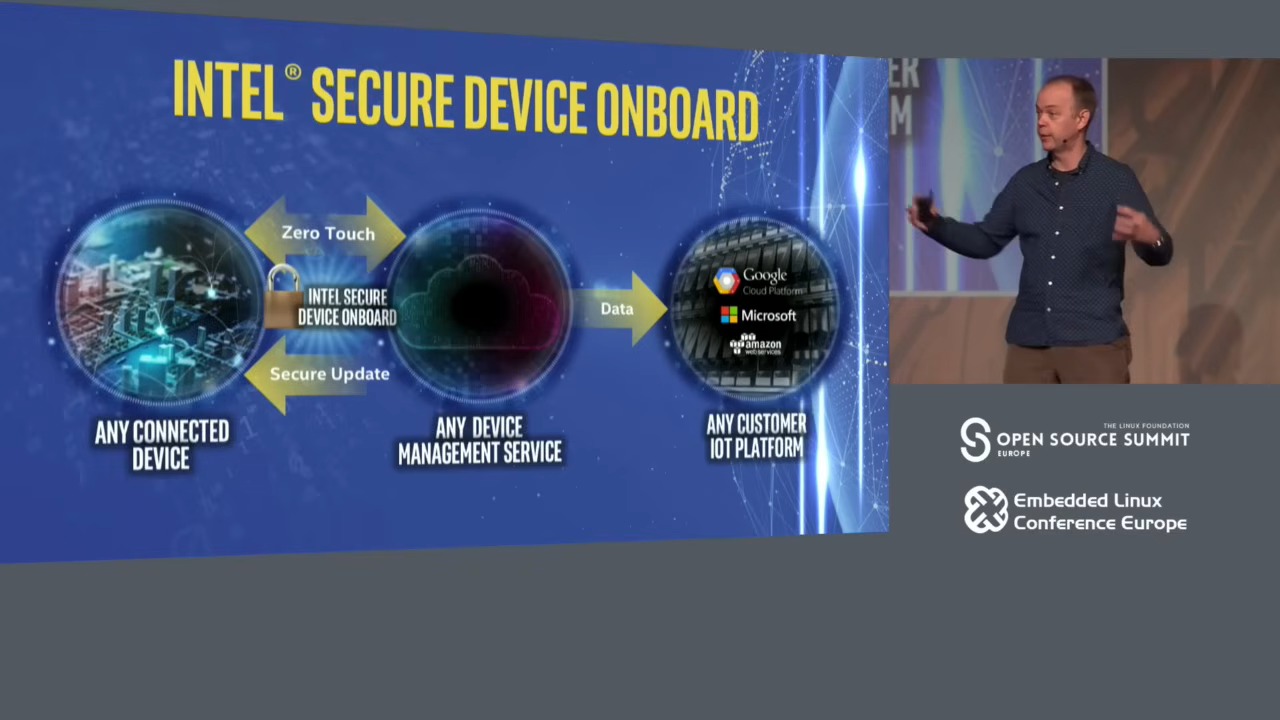 INTEL® SECURE DEVICE ONBOARD
Zero Touch
INTEL SECURE
DEVICE ONBOARD
Secure Update
Data
Google
Cloud Platform
Microsoft
amazon
webservices
ANY CONNECTED
DEVICE
ANY DEVICE
MANAGEMENT SERVICE
ANY CUSTOMER
IOT PLATFORM
ER
M
THE LINUX FOUNDATION
OPEN SOURCE SUMMIT
EUROPE
Embedded Linux
Conference Europe